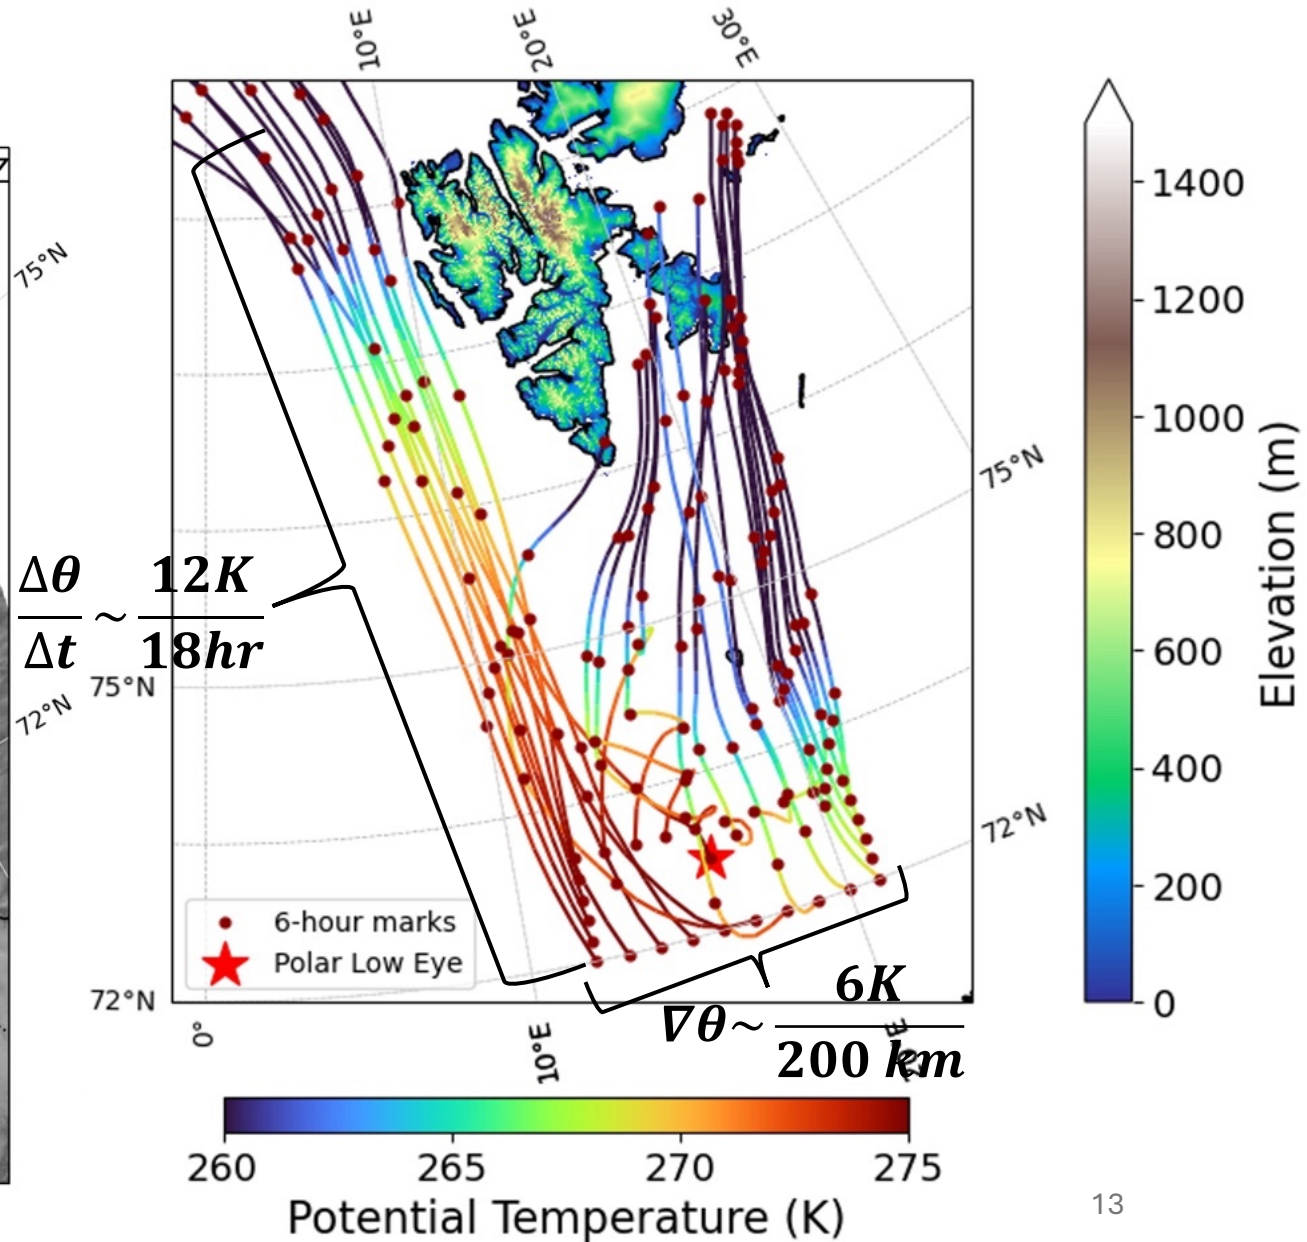 10°E
20°E
30°E
75°N
1400
1200
1000
800
600
400
200
0
Elevation (m)
75°N
72°N
Δθ/Δt ~ 12K/18hr
75°N
72°N
72°N
6-hour marks
Polar Low Eye
0°
10°E
∇θ~ 6K/200 km
260
265
270
275
Potential Temperature (K)
13